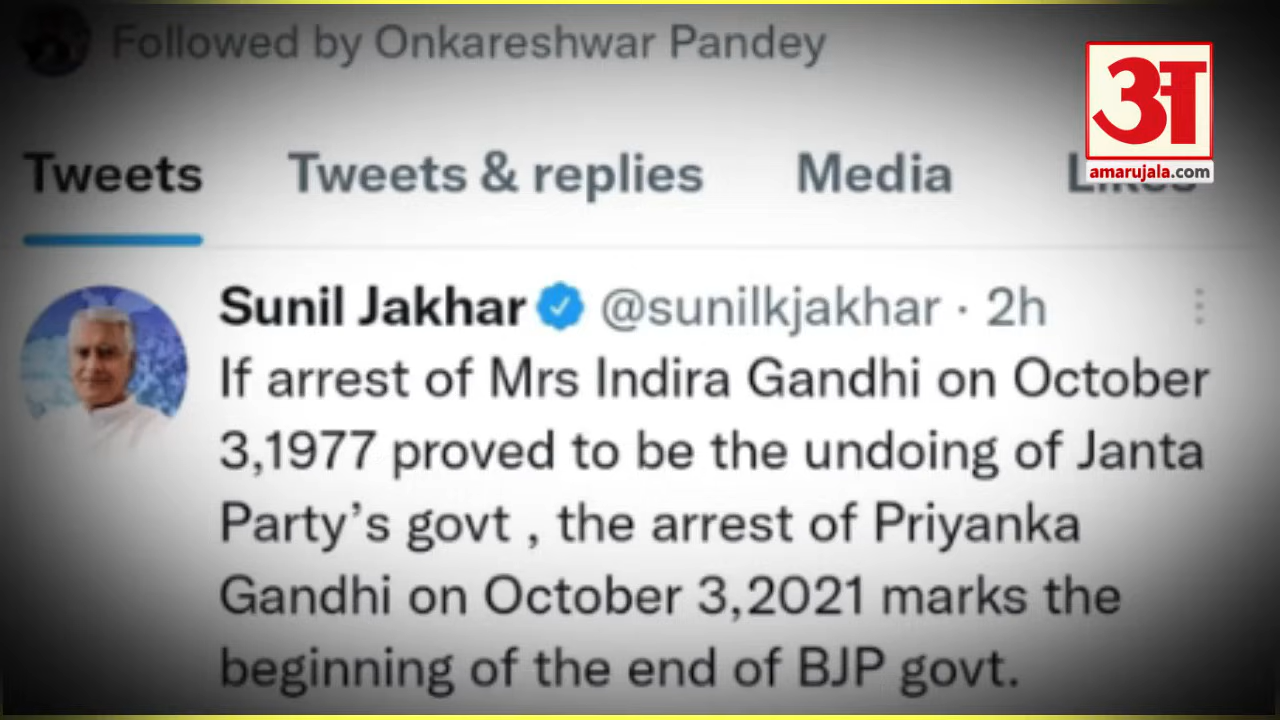 Followed by Onkareshwar Pandey
अ
amarujala.com
Tweets Tweets & replies Media Likes
Sunil Jakhar @sunilkjakhar · 2h
If arrest of Mrs Indira Gandhi on October
3,1977 proved to be the undoing of Janta
Party’s govt , the arrest of Priyanka
Gandhi on October 3,2021 marks the
beginning of the end of BJP govt.